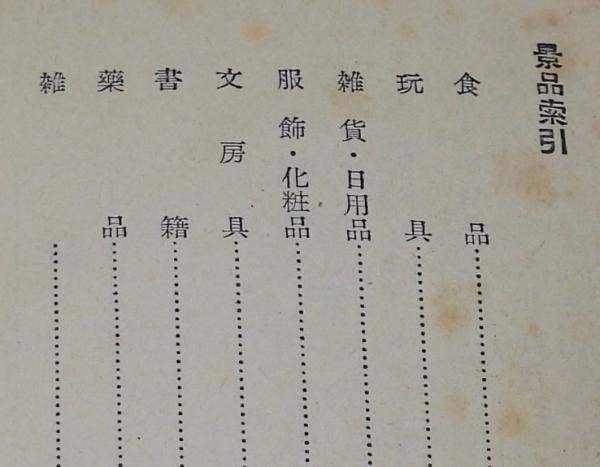 景品索引
食品
玩具
雑貨・日用品
服飾・化粧品
文房具
書籍
藥品
雑